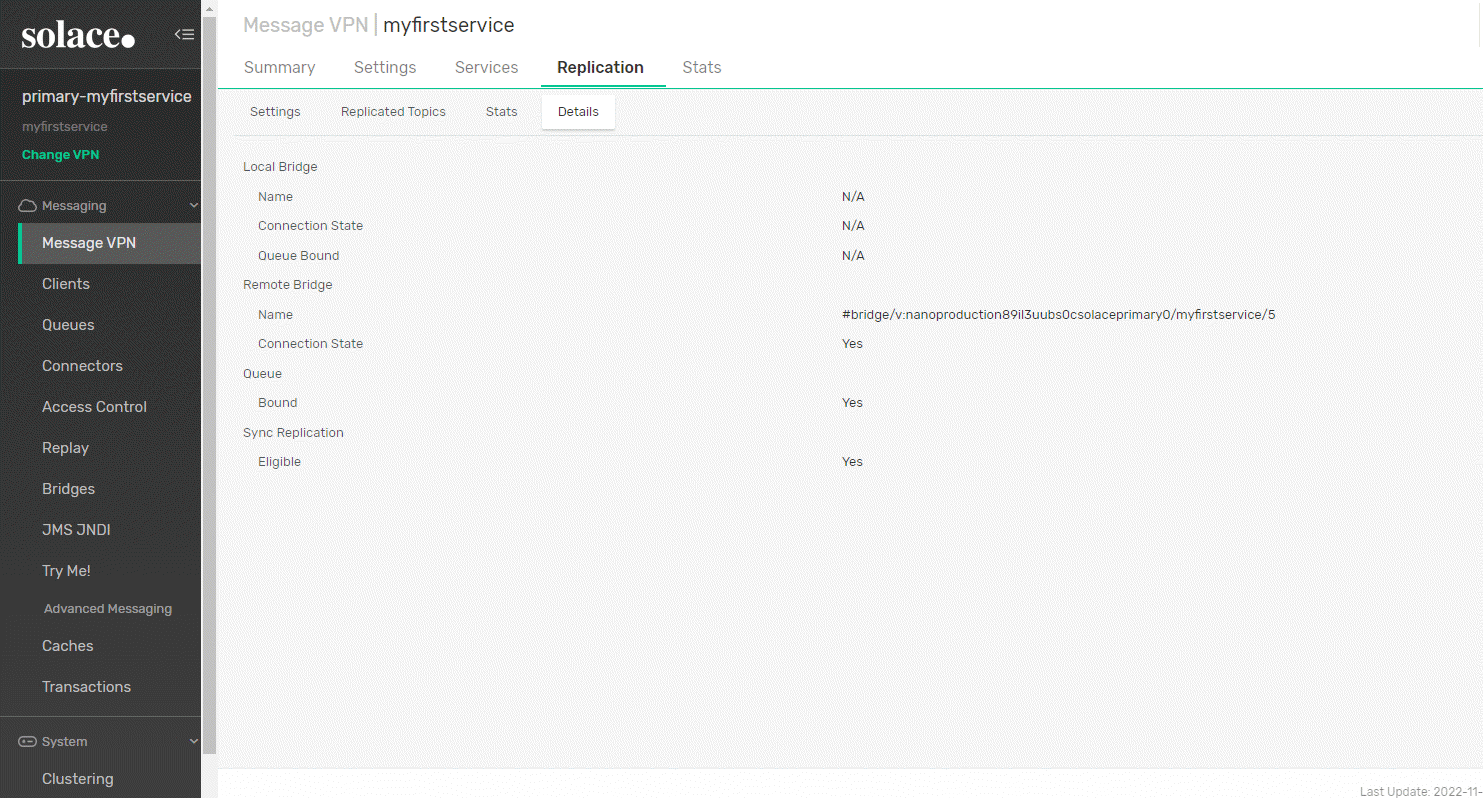 solace.
primary-myfirstservice
myfirstservice
Change VPN
Messaging
Message VPN
Clients
Queues
Connectors
Access Control
Replay
Bridges
JMS JNDI
Try Me!
Advanced Messaging
Caches
Transactions
System
Clustering
Message VPN | myfirstservice
Summary Settings Services Replication Stats
Settings Replicated Topics Stats Details
Local Bridge
Name N/A
Connection State N/A
Queue Bound N/A
Remote Bridge
Name #bridge/v:nanoproduction89il3uubs0csolaceprimary0/myfirstservice/5
Connection State Yes
Queue
Bound Yes
Sync Replication
Eligible Yes
Last Update: 2022-11-